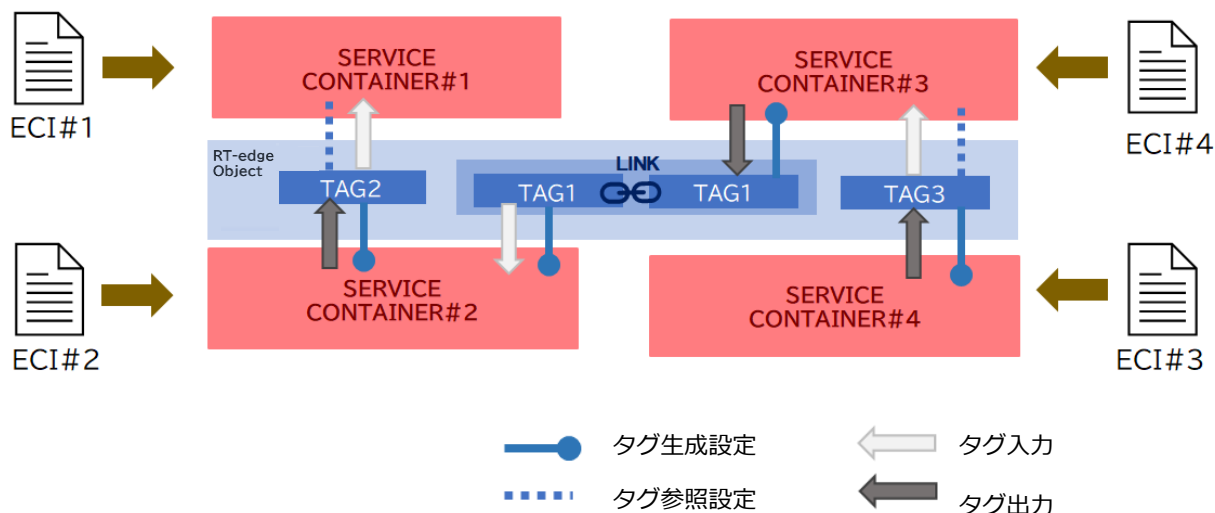 SERVICE
CONTAINER#1
SERVICE
CONTAINER#3
ECI#1
ECI#4
RT-edge
Object
LINK
TAG2
TAG1
TAG1
TAG3
SERVICE
CONTAINER#2
SERVICE
CONTAINER#4
ECI#2
ECI#3
タグ生成設定
タグ入力
タグ参照設定
タグ出力